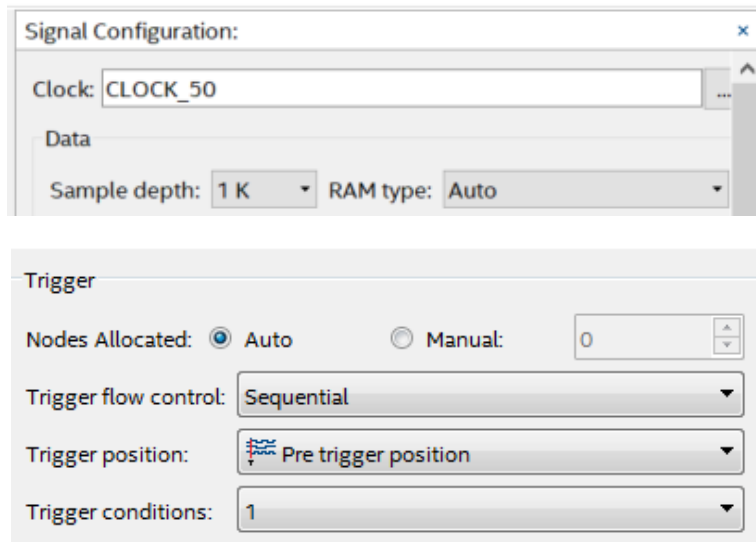 Signal Configuration:
Clock: CLOCK_50 ...
Data
Sample depth: 1 K RAM type: Auto
Trigger
Nodes Allocated: Auto Manual: 0
Trigger flow control: Sequential
Trigger position: Pre trigger position
Trigger conditions: 1